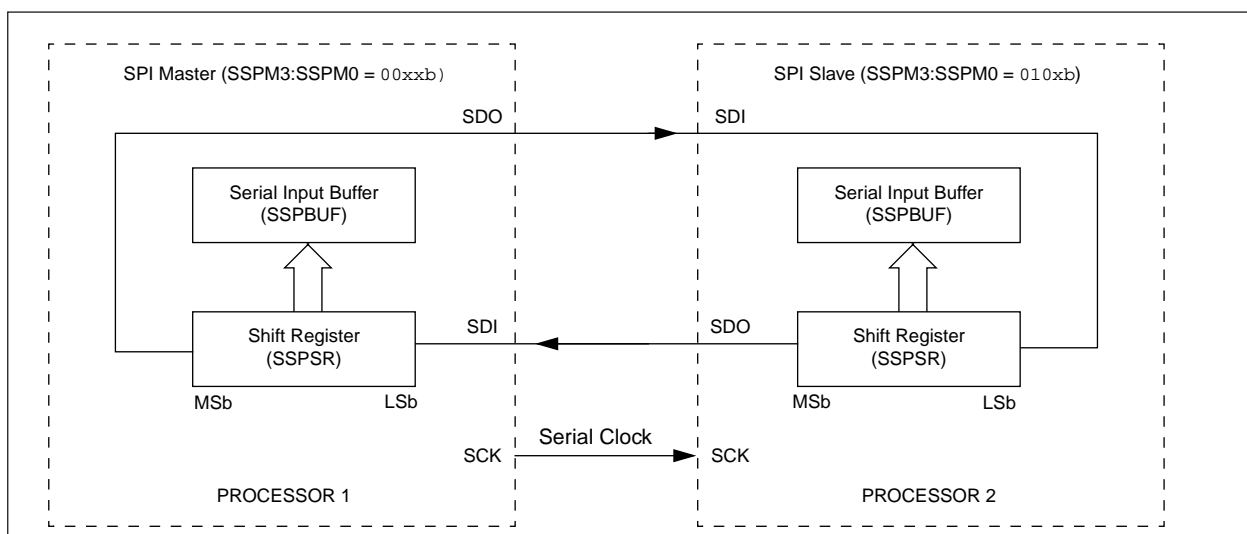 SPI Master (SSPM3:SSPM0 = 00xxb)
SPI Slave (SSPM3:SSPM0 = 010xb)
SDO
SDI
Serial Input Buffer
(SSPBUF)
Serial Input Buffer
(SSPBUF)
Shift Register
(SSPSR)
SDI
SDO
Shift Register
(SSPSR)
MSb
LSb
MSb
LSb
Serial Clock
SCK
SCK
PROCESSOR 1
PROCESSOR 2